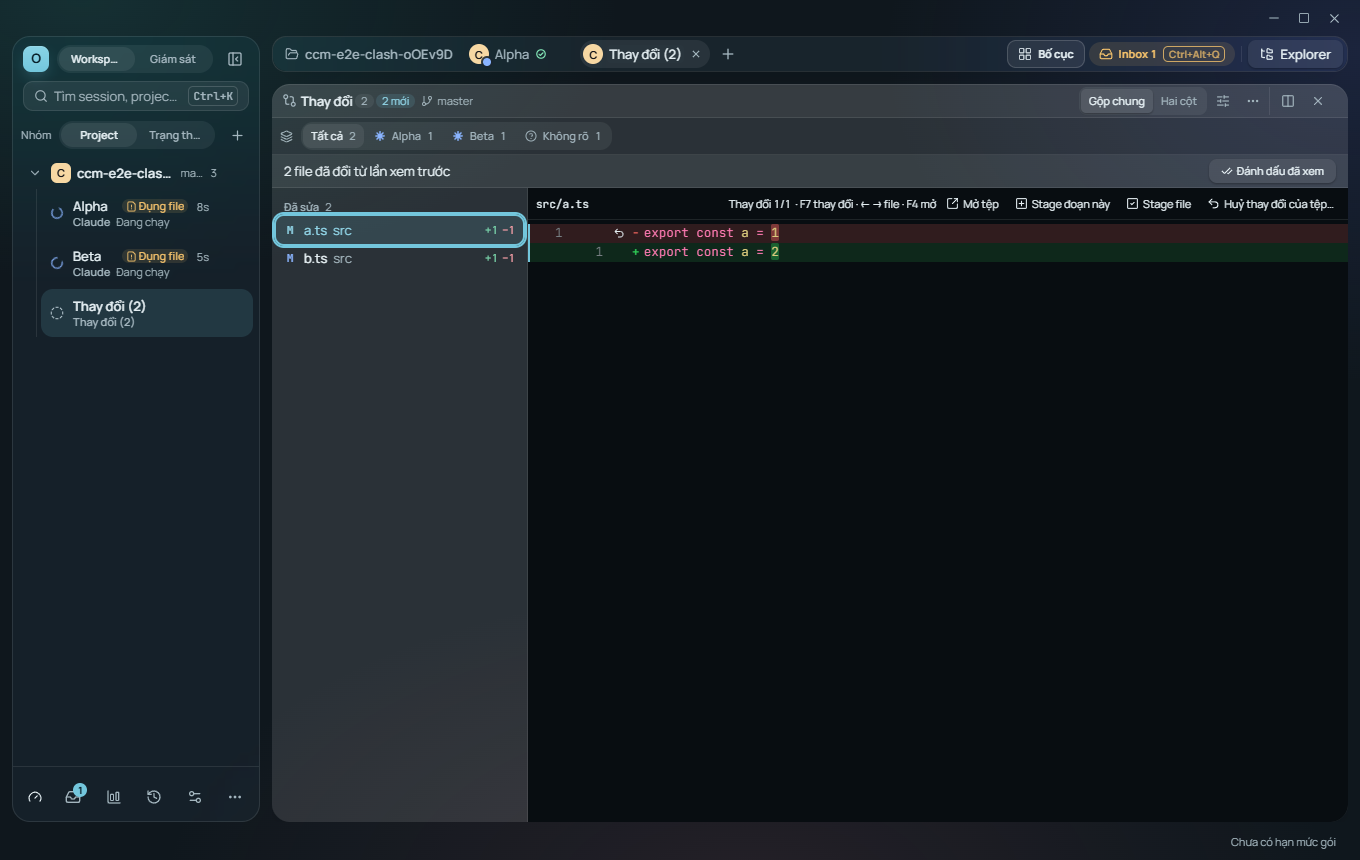 O Worksp... Giám sát
Tìm session, projec... Ctrl+K
Nhóm Project Trạng th...
C ccm-e2e-clas... ma... 3
Alpha Đụng file 8s
Claude Đang chạy
Beta Đụng file 5s
Claude Đang chạy
Thay đổi (2)
Thay đổi (2)
1
ccm-e2e-clash-oOEv9D C Alpha C Thay đổi (2) Bố cục Inbox 1 Ctrl+Alt+Q Explorer
Thay đổi 2 2 mới master Gộp chung Hai cột
Tất cả 2 Alpha 1 Beta 1 Không rõ 1
2 file đã đổi từ lần xem trước Đánh dấu đã xem
Đã sửa 2
M a.ts src +1 −1
M b.ts src +1 −1
src/a.ts Thay đổi 1/1 · F7 thay đổi · ← → file · F4 mở Mở tệp Stage đoạn này Stage file Huỷ thay đổi của tệp...
1 - export const a = 1
1 + export const a = 2
Chưa có hạn mức gói